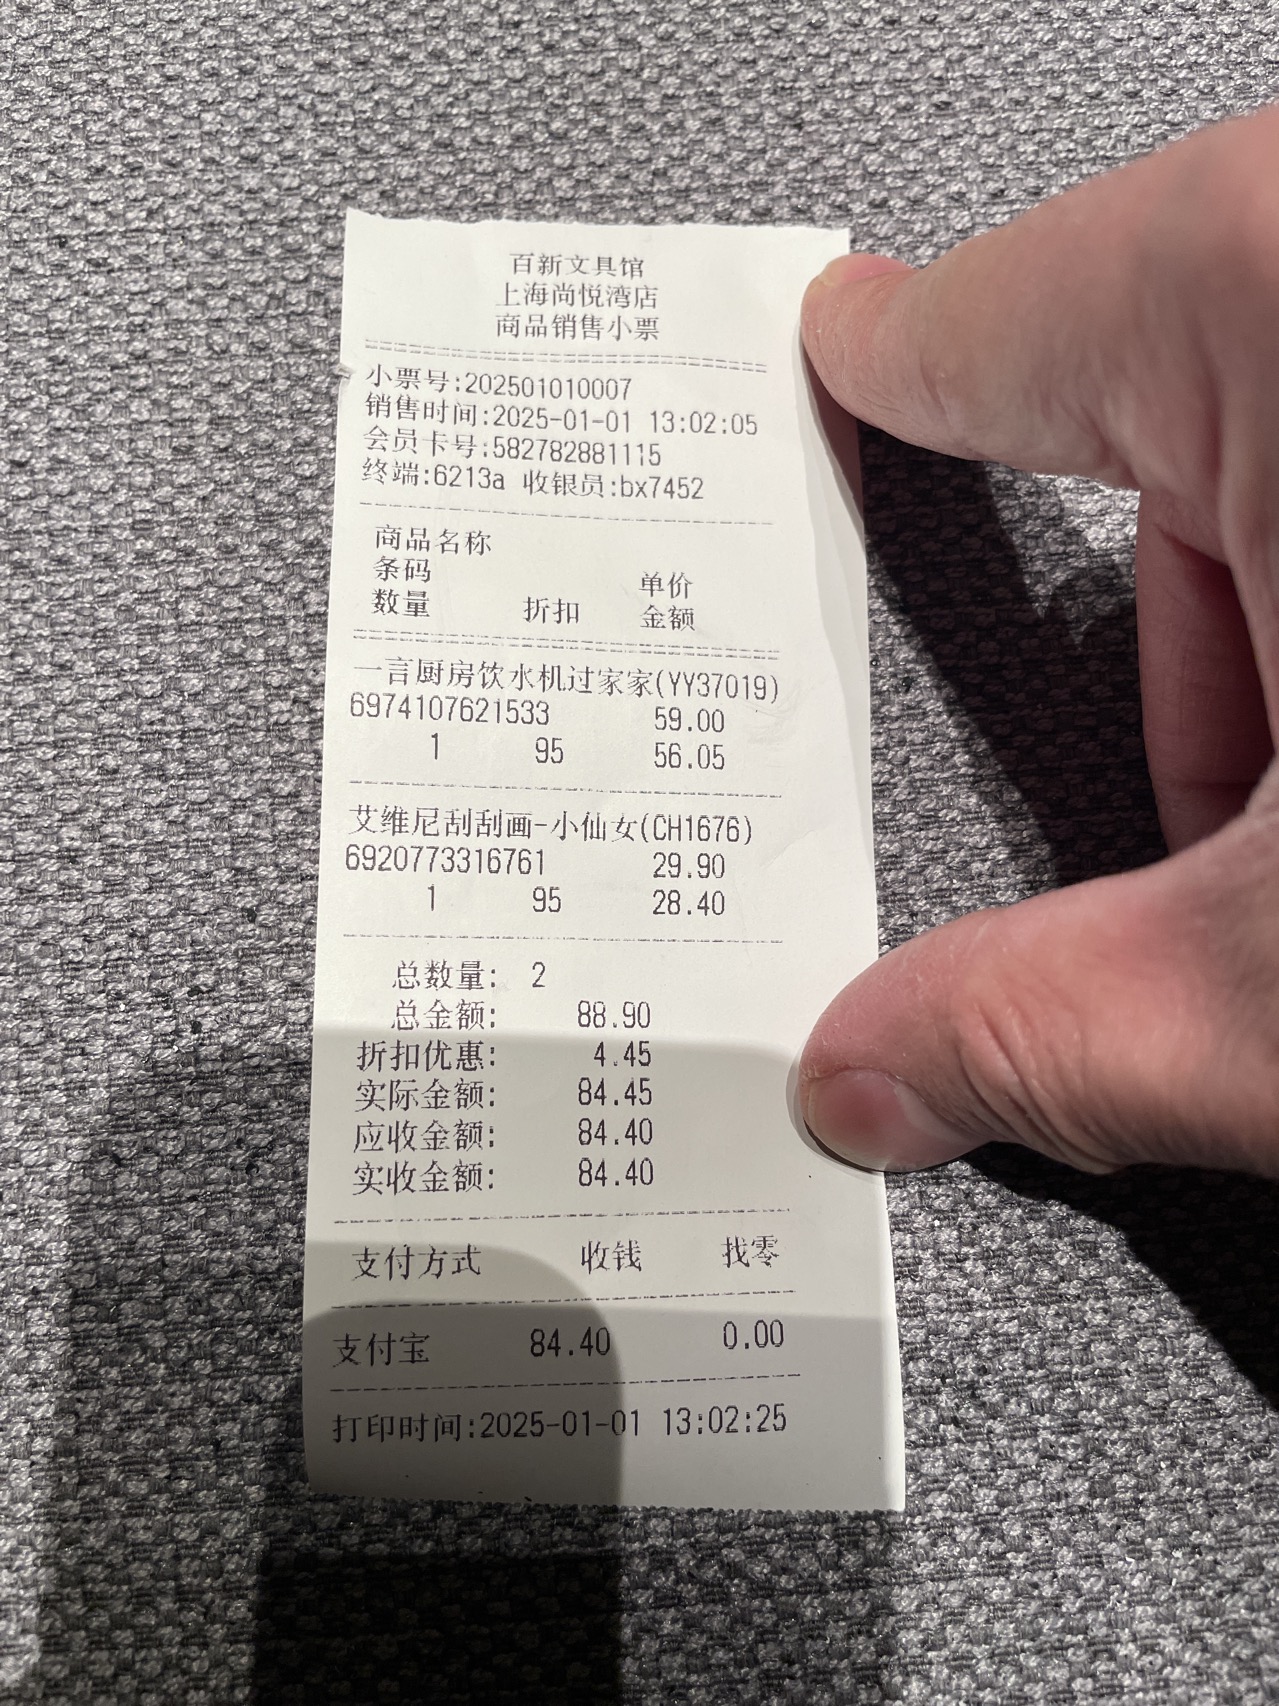 百新文具馆
上海尚悦湾店
商品销售小票
小票号:202501010007
销售时间:2025-01-01 13:02:05
会员卡号:582782881115
终端:6213a 收银员:bx7452
商品名称
条码 单价
数量 折扣 金额
一言厨房饮水机过家家(YY37019)
6974107621533 59.00
1 95 56.05
艾维尼刮刮画-小仙女(CH1676)
6920773316761 29.90
1 95 28.40
总数量: 2
总金额: 88.90
折扣优惠: 4.45
实际金额: 84.45
应收金额: 84.40
实收金额: 84.40
支付方式 收钱 找零
支付宝 84.40 0.00
打印时间:2025-01-01 13:02:25